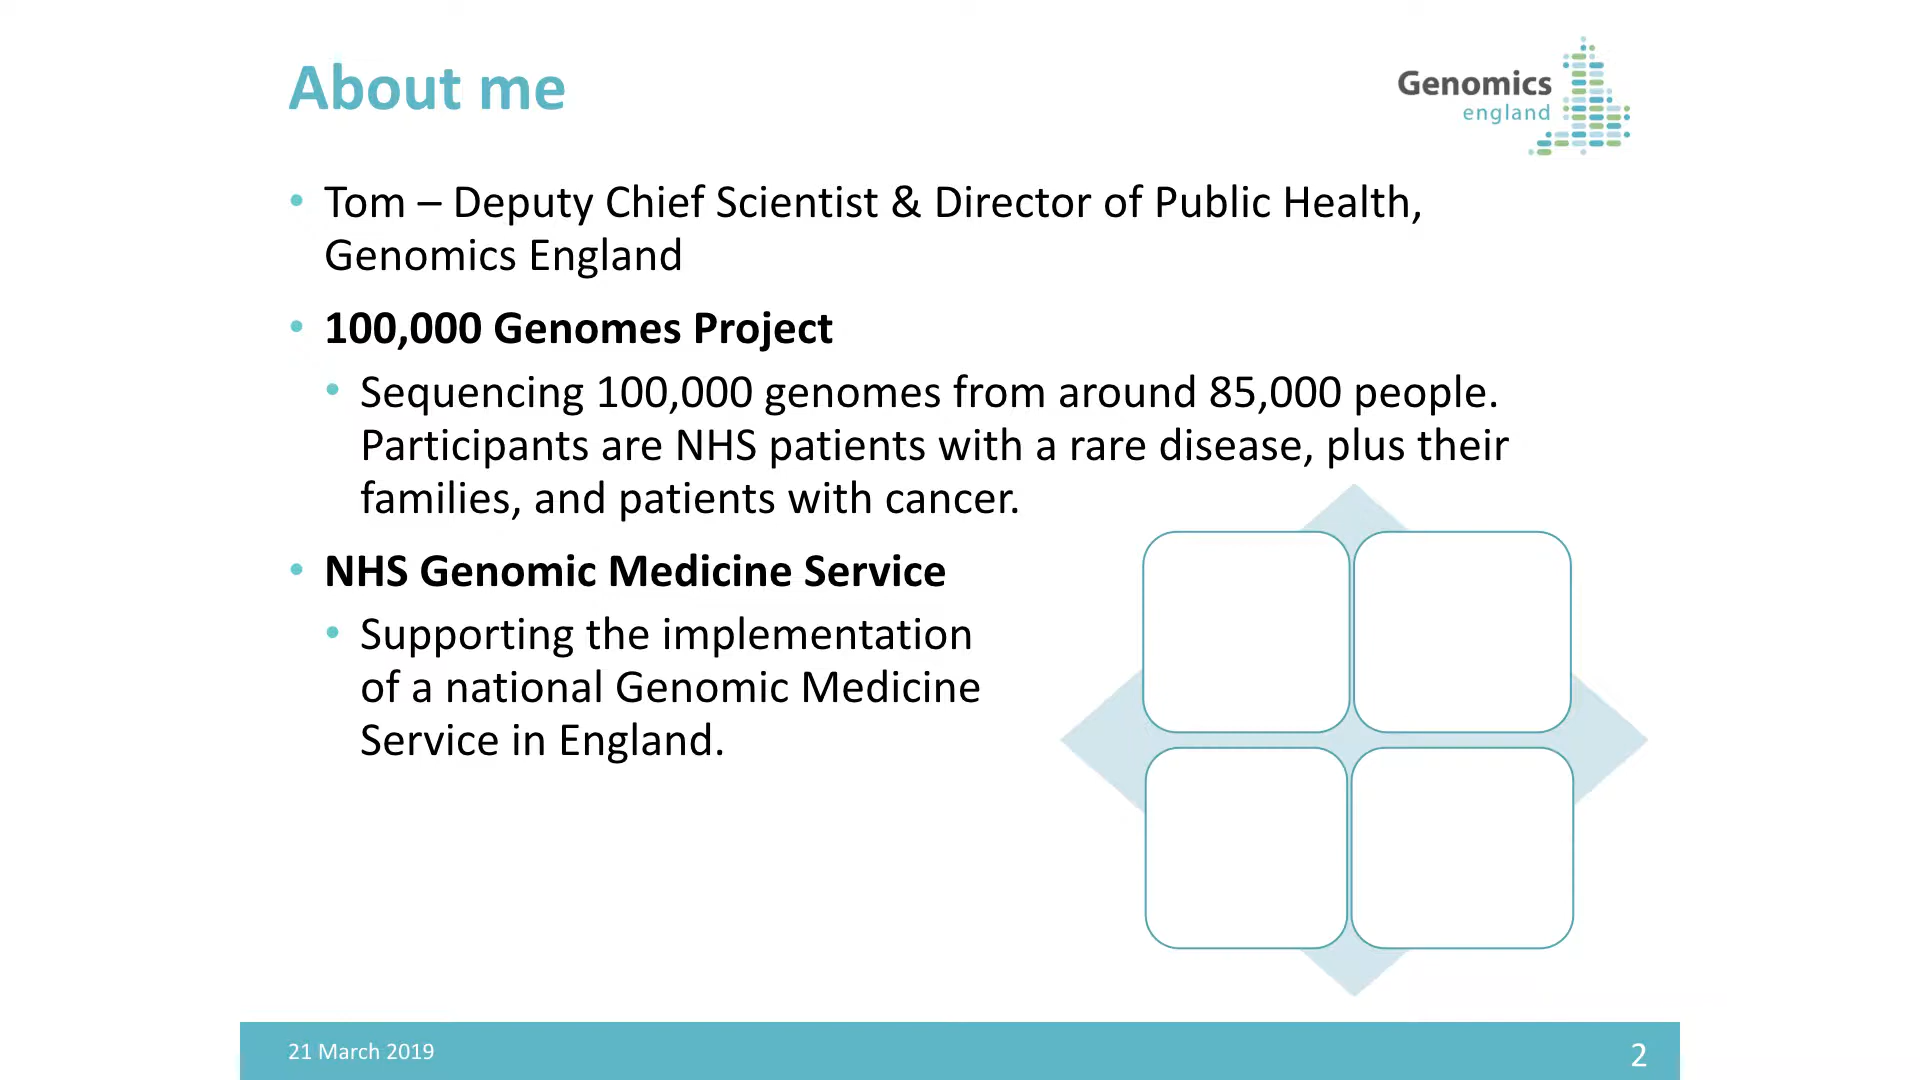 About me
Genomics
england
• Tom – Deputy Chief Scientist & Director of Public Health,
Genomics England
• 100,000 Genomes Project
• Sequencing 100,000 genomes from around 85,000 people.
Participants are NHS patients with a rare disease, plus their
families, and patients with cancer.
• NHS Genomic Medicine Service
• Supporting the implementation
of a national Genomic Medicine
Service in England.
21 March 2019
2